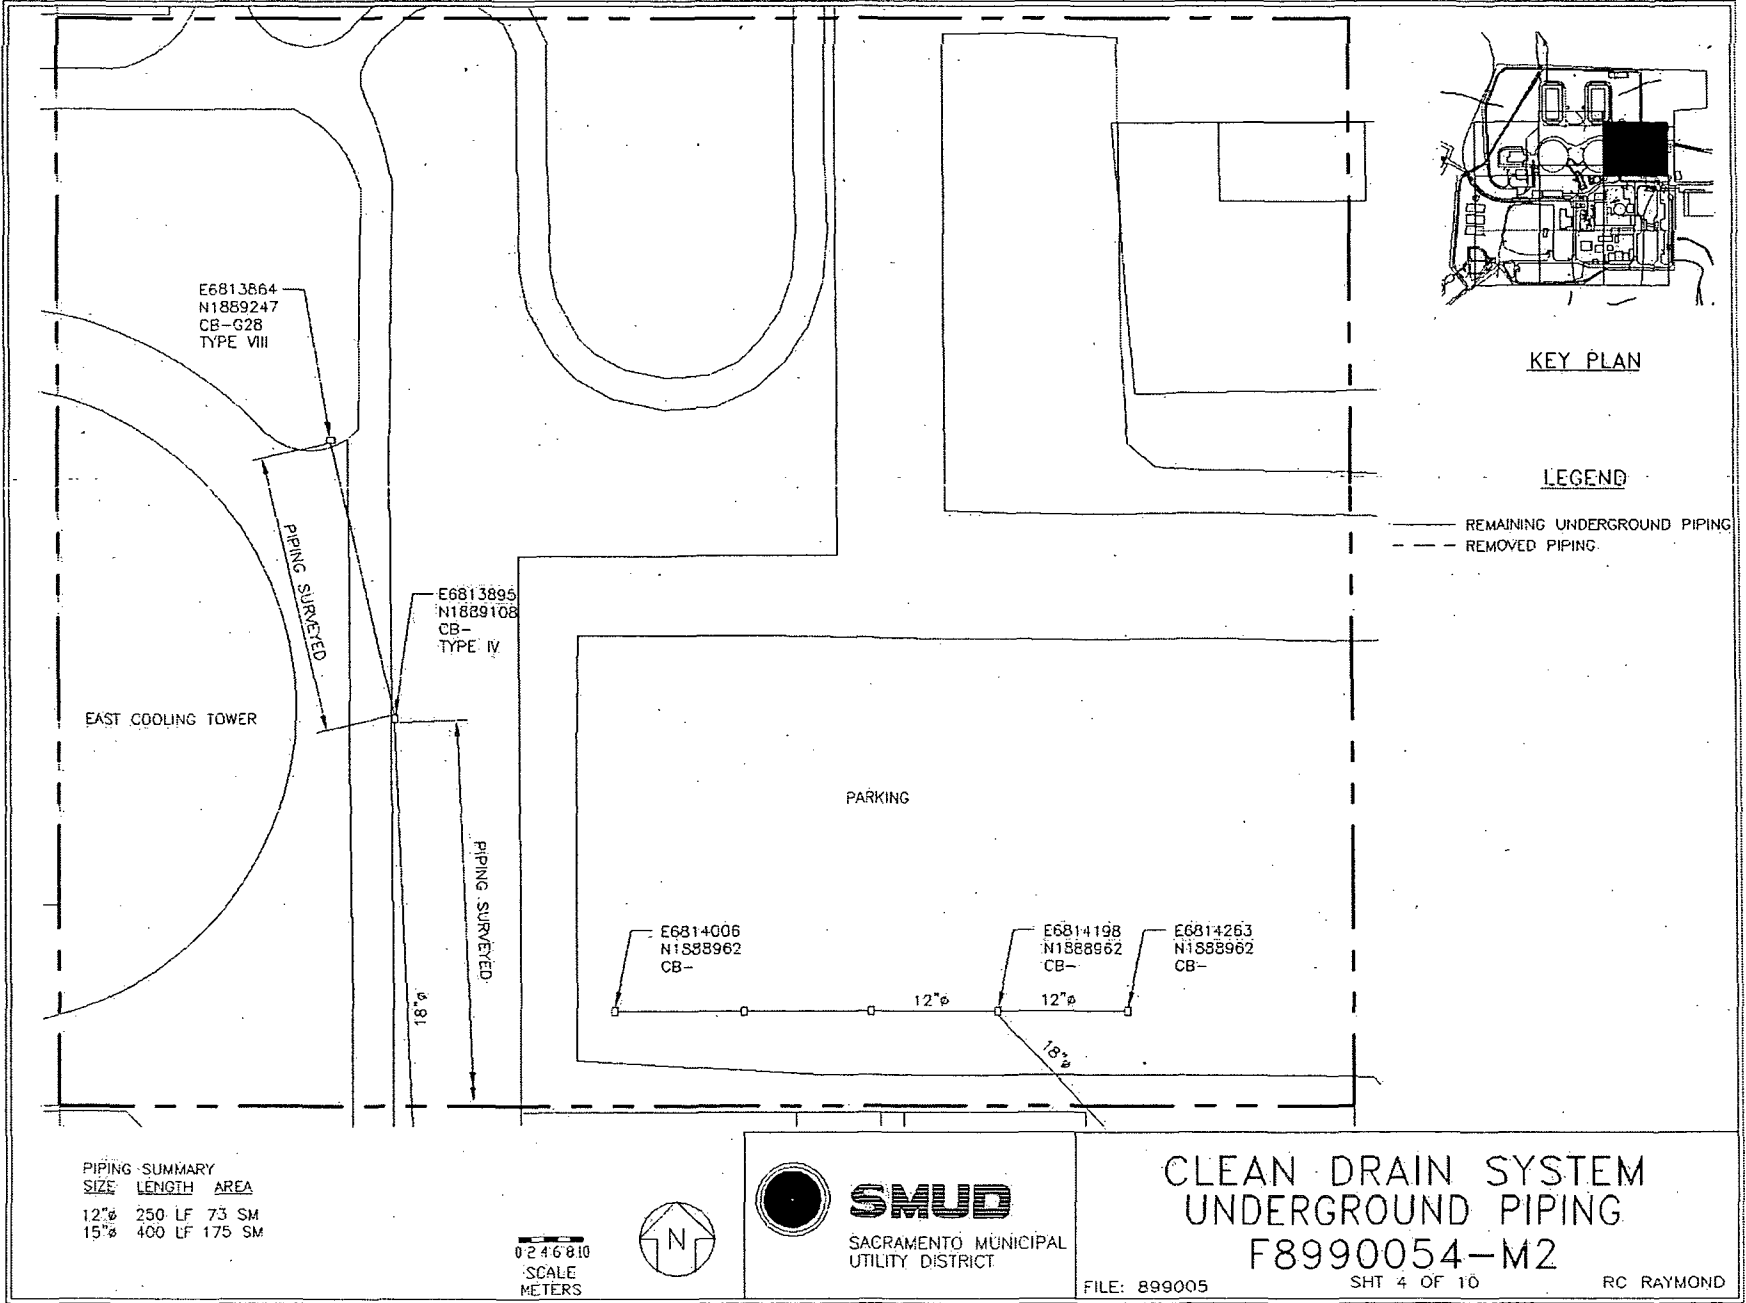 E6813864
N1889247
CB-G28
TYPE VIII
KEY PLAN
LEGEND
REMAINING UNDERGROUND PIPING
REMOVED PIPING
PIPING SURVEYED
E6813895
N1889108
CB-
TYPE IV
EAST COOLING TOWER
PARKING
PIPING SURVEYED
18"ø
E6814006
N1888962
CB-
E6814198
N1888962
CB-
E6814263
N1888962
CB-
12"ø
12"ø
18"ø
PIPING SUMMARY
SIZE LENGTH AREA
12"ø 250 LF 73 SM
15"ø 400 LF 175 SM
0 2 4 6 8 10
SCALE
METERS
N
SMUD
SACRAMENTO MUNICIPAL
UTILITY DISTRICT
CLEAN DRAIN SYSTEM
UNDERGROUND PIPING
F8990054-M2
FILE: 899005
SHT 4 OF 10
RC RAYMOND